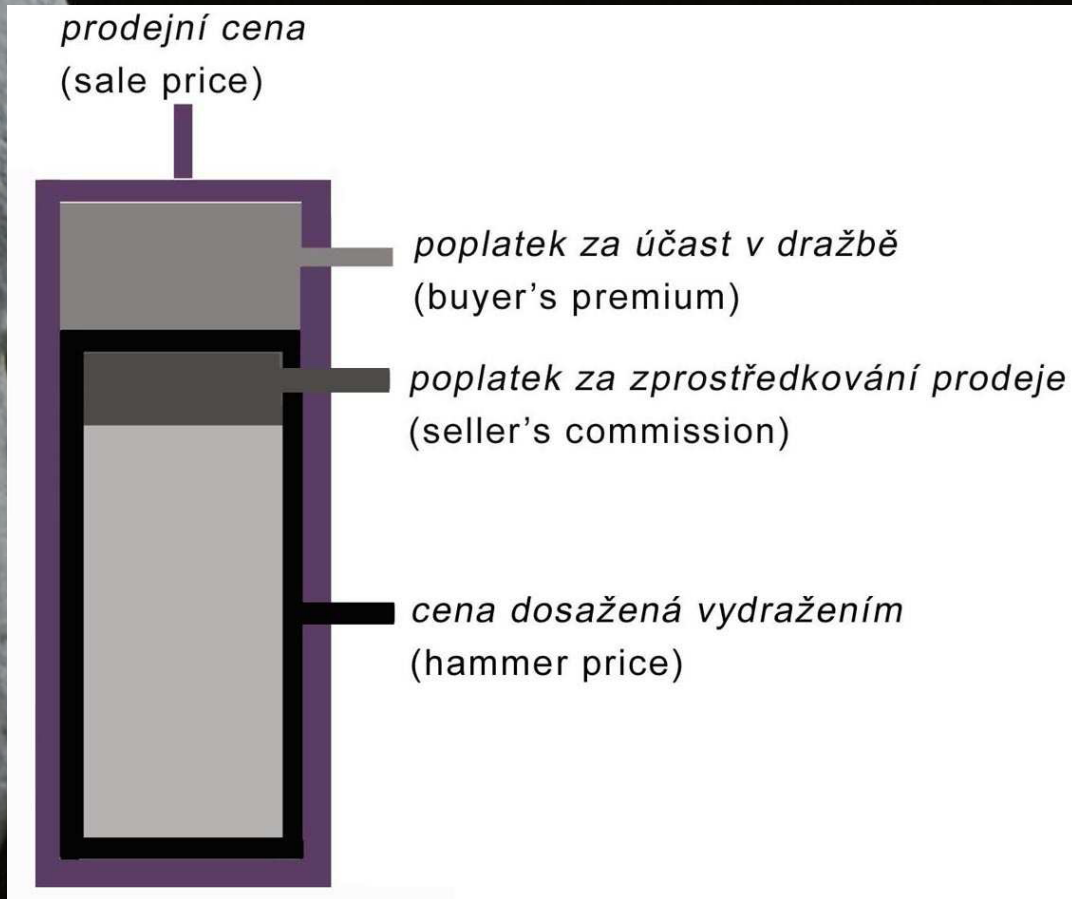 prodejní cena
(sale price)
poplatek za účast v dražbě
(buyer's premium)
poplatek za zprostředkování prodeje
(seller's commission)
cena dosažená vydražením
(hammer price)